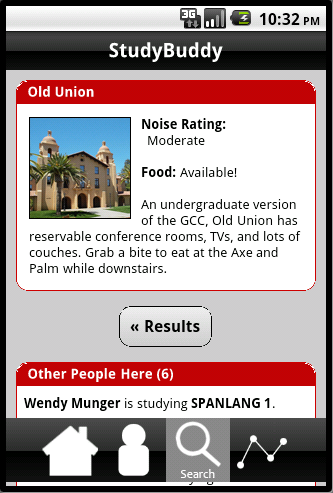 3G
10:32 PM
StudyBuddy
Old Union
Noise Rating:
Moderate
Food: Available!
An undergraduate version
of the GCC, Old Union has
reservable conference rooms, TVs, and lots of
couches. Grab a bite to eat at the Axe and
Palm while downstairs.
« Results
Other People Here (6)
Wendy Munger is studying SPANLANG 1.
Search